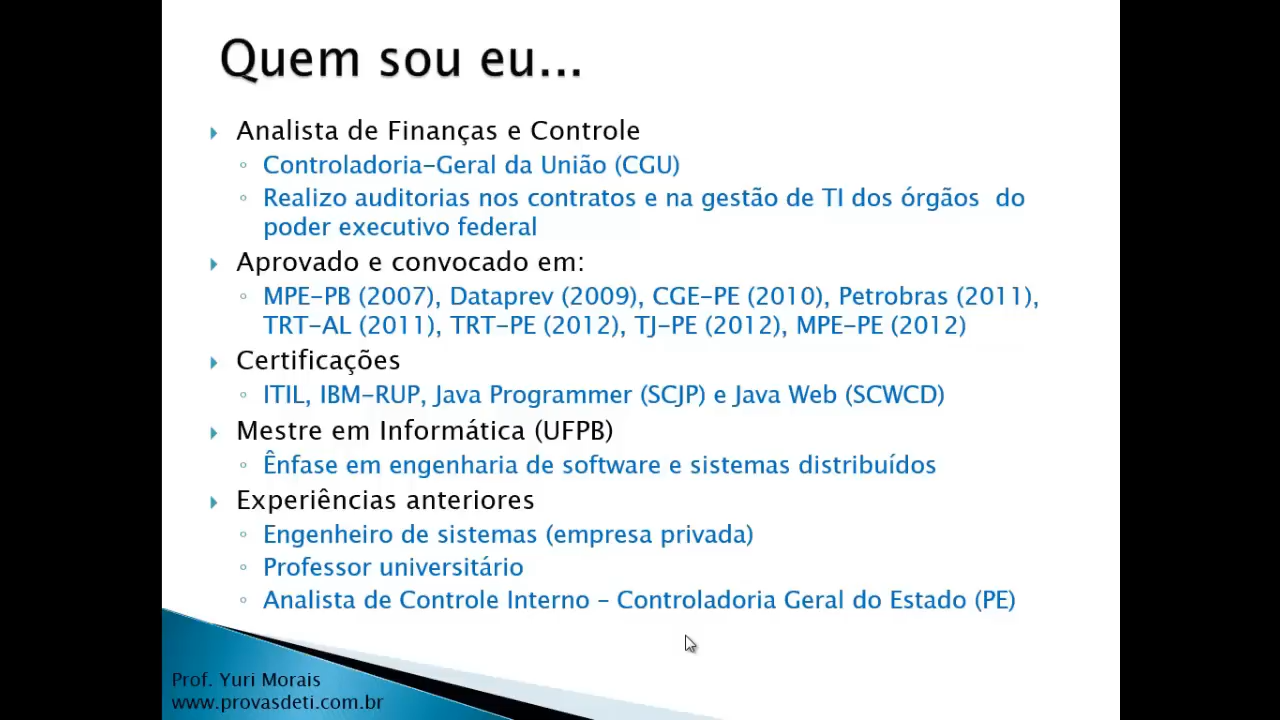 Quem sou eu...
Analista de Finanças e Controle
Controladoria-Geral da União (CGU)
Realizo auditorias nos contratos e na gestão de TI dos órgãos do
poder executivo federal
Aprovado e convocado em:
MPE-PB (2007), Dataprev (2009), CGE-PE (2010), Petrobras (2011),
TRT-AL (2011), TRT-PE (2012), TJ-PE (2012), MPE-PE (2012)
Certificações
ITIL, IBM-RUP, Java Programmer (SCJP) e Java Web (SCWCD)
Mestre em Informática (UFPB)
Ênfase em engenharia de software e sistemas distribuídos
Experiências anteriores
Engenheiro de sistemas (empresa privada)
Professor universitário
Analista de Controle Interno – Controladoria Geral do Estado (PE)
Prof. Yuri Morais
www.provasdeti.com.br